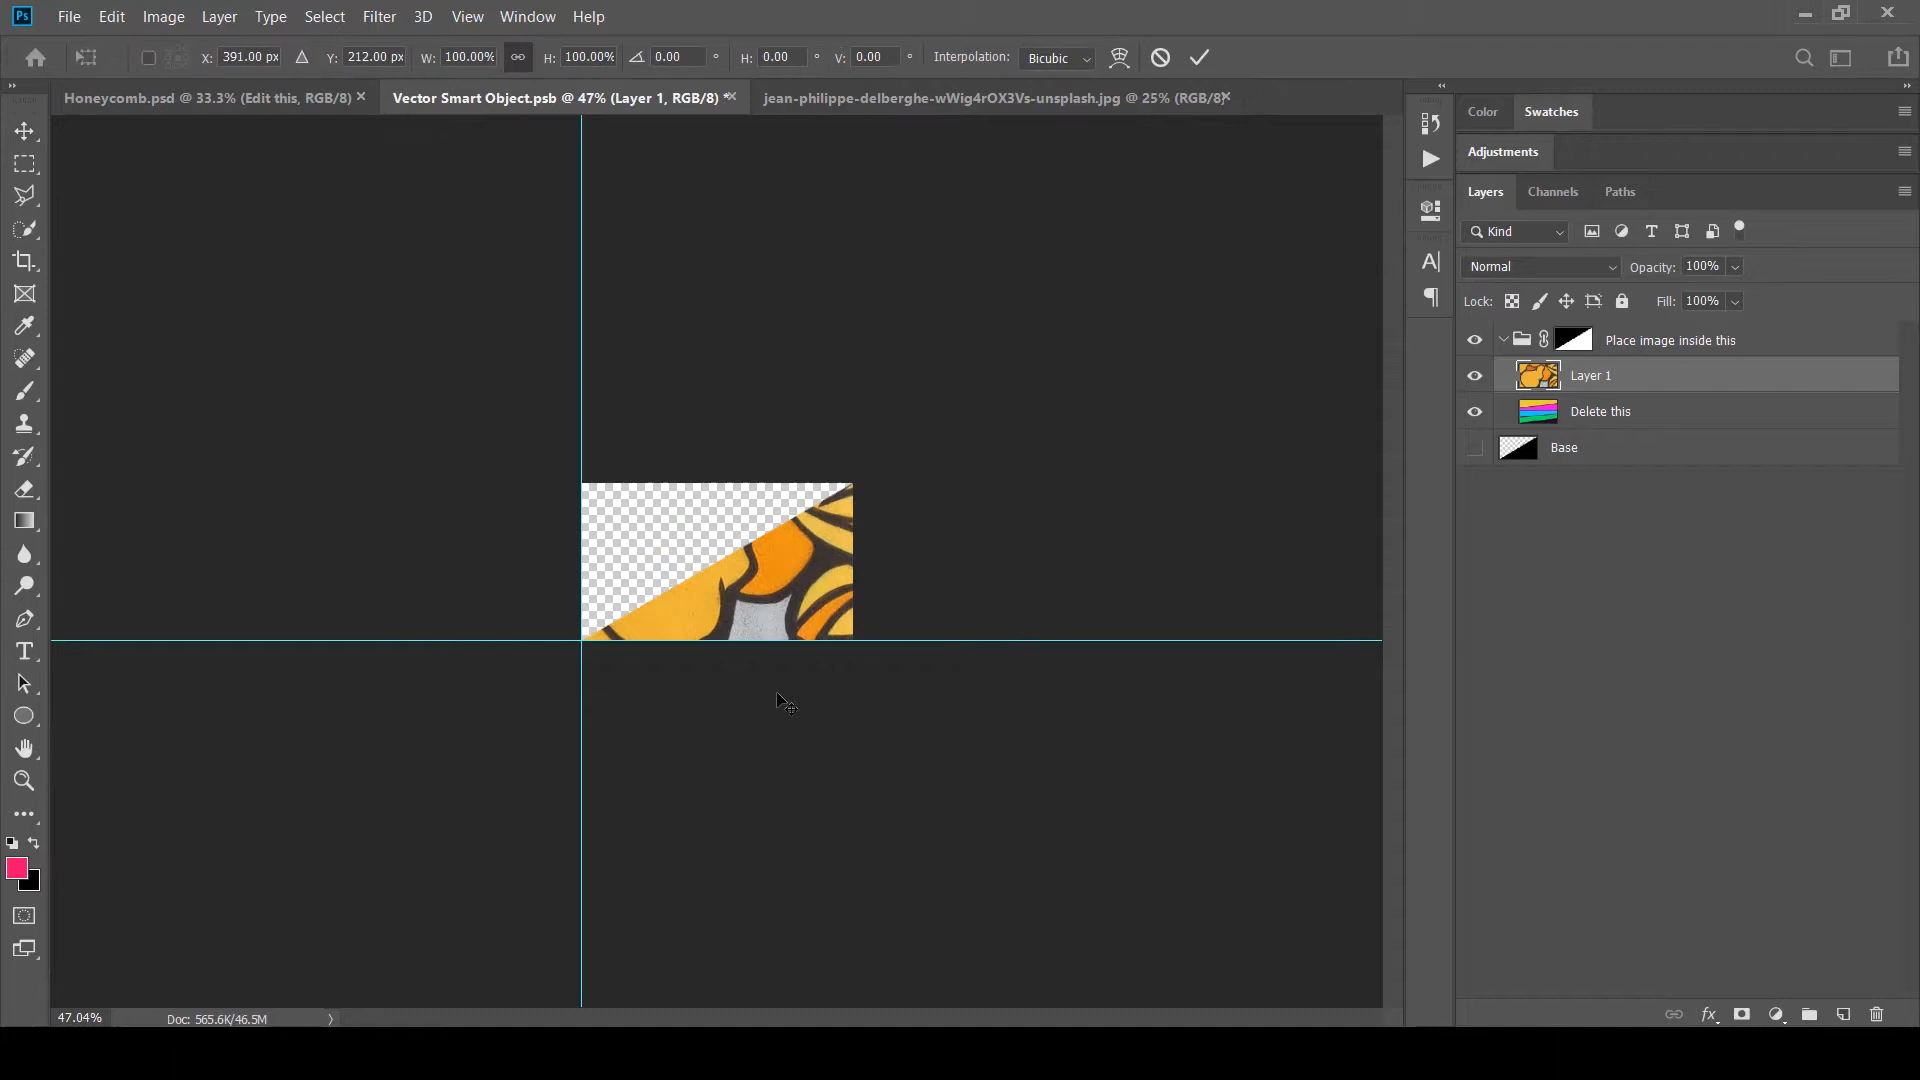 Ps File Edit Image Layer Type Select Filter 3D View Window Help
X: 391.00 px Y: 212.00 px W: 100.00% H: 100.00% 0.00 ° H: 0.00 ° V: 0.00 ° Interpolation: Bicubic
Honeycomb.psd @ 33.3% (Edit this, RGB/8) Vector Smart Object.psb @ 47% (Layer 1, RGB/8) * jean-philippe-delberghe-wWig4rOX3Vs-unsplash.jpg @ 25% (RGB/8)
Color Swatches
Adjustments
Layers Channels Paths
Kind
Normal Opacity: 100%
Lock: Fill: 100%
Place image inside this
Layer 1
Delete this
Base
47.04% Doc: 565.6K/46.5M